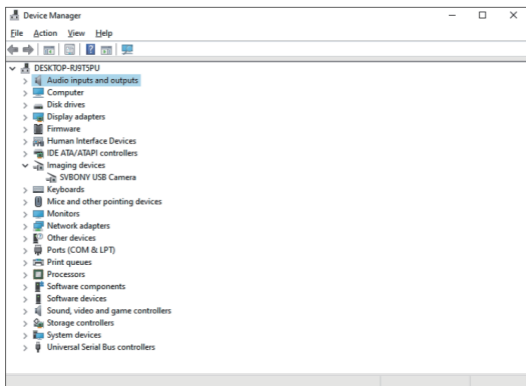 Device Manager
File Action View Help
DESKTOP-RJ9T5PU
Audio inputs and outputs
Computer
Disk drives
Display adapters
Firmware
Human Interface Devices
IDE ATA/ATAPI controllers
Imaging devices
SVBONY USB Camera
Keyboards
Mice and other pointing devices
Monitors
Network adapters
Other devices
Ports (COM & LPT)
Print queues
Processors
Software components
Software devices
Sound, video and game controllers
Storage controllers
System devices
Universal Serial Bus controllers